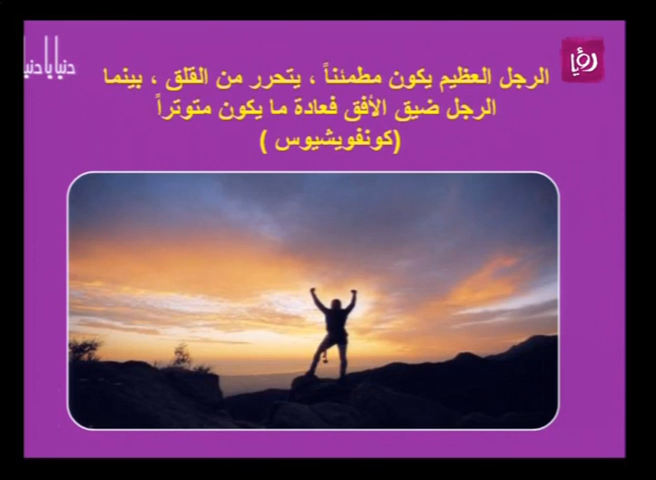 دنيا يا دنيا
رؤيا
الرجل العظيم يكون مطمئناً ، يتحرر من القلق ، بينما
الرجل ضيق الأفق فعادة ما يكون متوتراً
(كونفويشيوس )